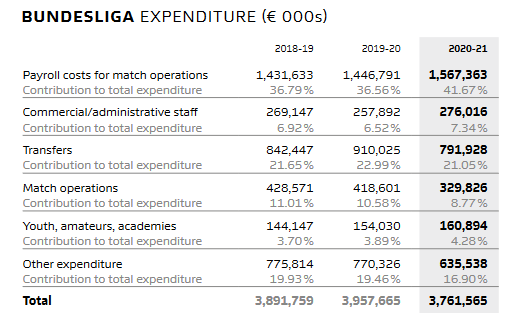 BUNDESLIGA EXPENDITURE (€ 000s)
2018-19 2019-20 2020-21
Payroll costs for match operations 1,431,633 1,446,791 1,567,363
Contribution to total expenditure 36.79% 36.56% 41.67%
Commercial/administrative staff 269,147 257,892 276,016
Contribution to total expenditure 6.92% 6.52% 7.34%
Transfers 842,447 910,025 791,928
Contribution to total expenditure 21.65% 22.99% 21.05%
Match operations 428,571 418,601 329,826
Contribution to total expenditure 11.01% 10.58% 8.77%
Youth, amateurs, academies 144,147 154,030 160,894
Contribution to total expenditure 3.70% 3.89% 4.28%
Other expenditure 775,814 770,326 635,538
Contribution to total expenditure 19.93% 19.46% 16.90%
Total 3,891,759 3,957,665 3,761,565